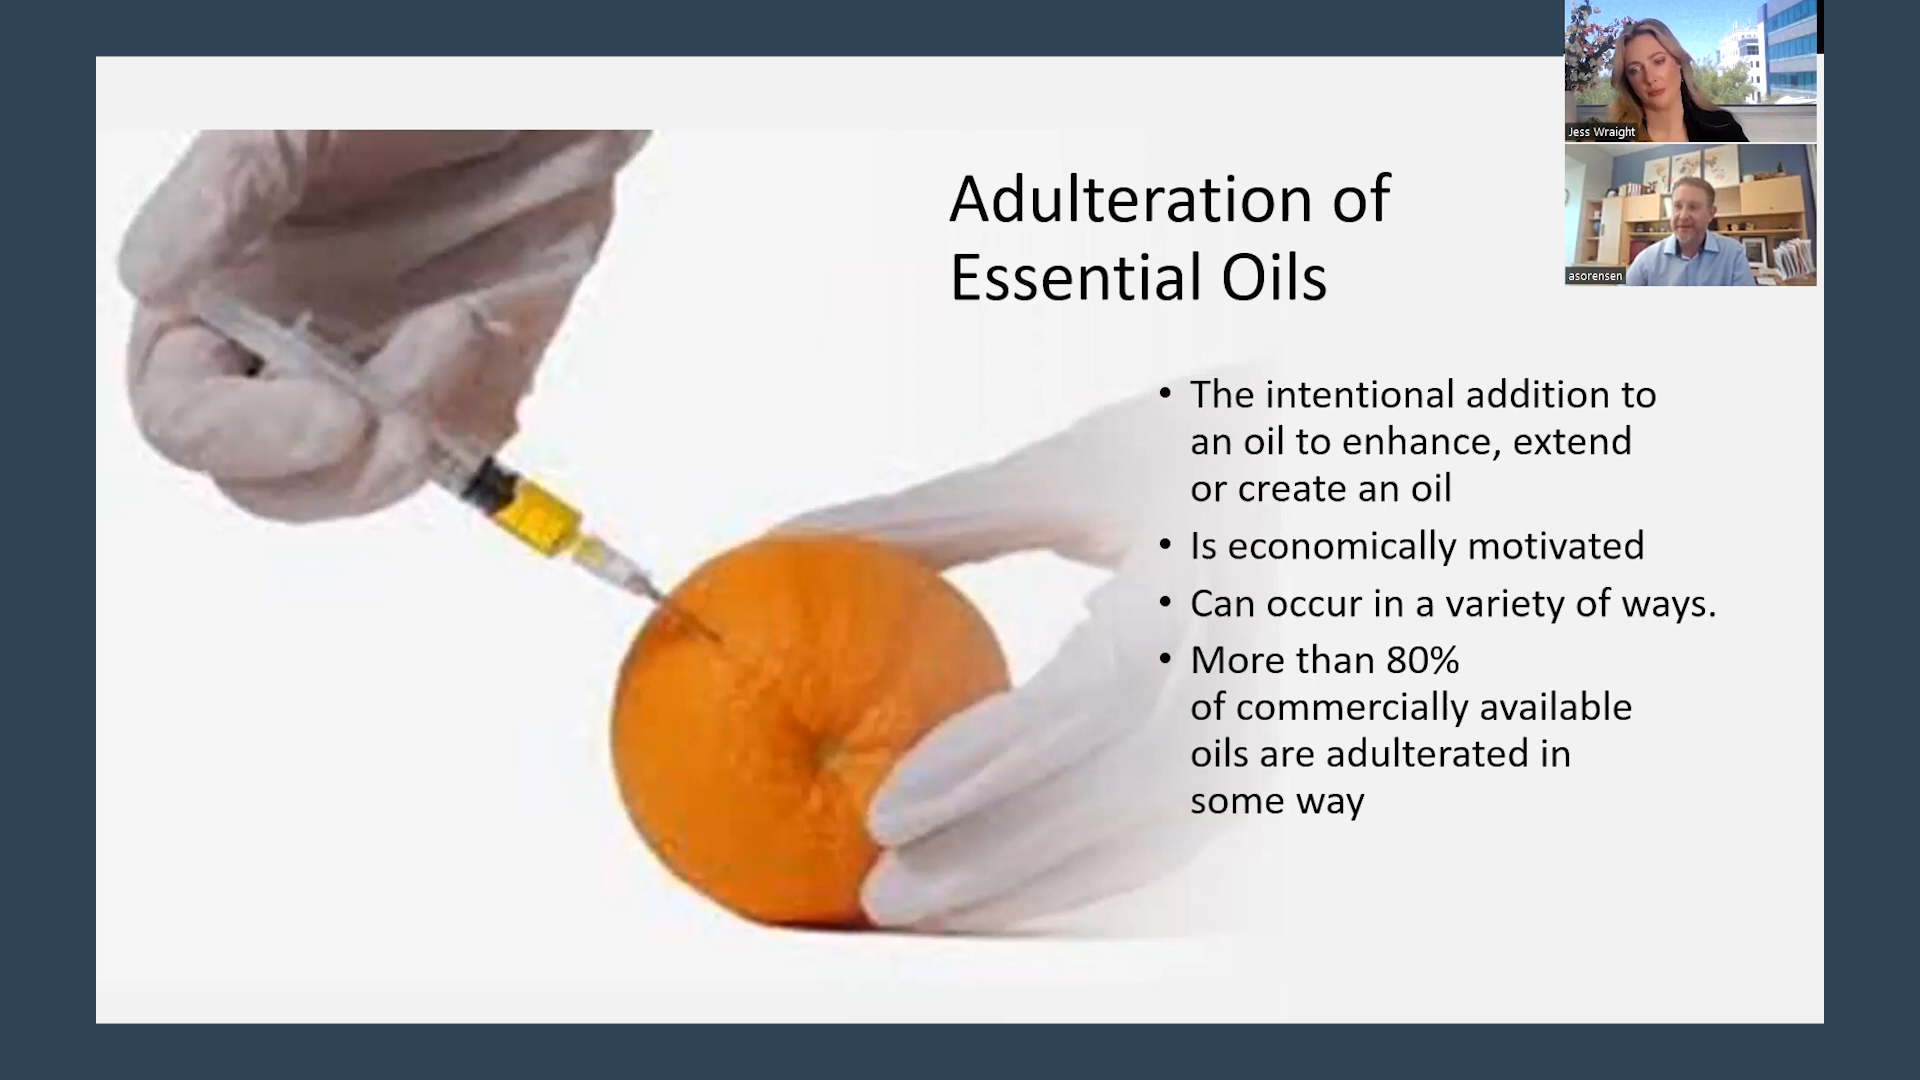 Adulteration of
Essential Oils
• The intentional addition to
an oil to enhance, extend
or create an oil
• Is economically motivated
• Can occur in a variety of ways.
• More than 80%
of commercially available
oils are adulterated in
some way
Jess Wraight
asorensen